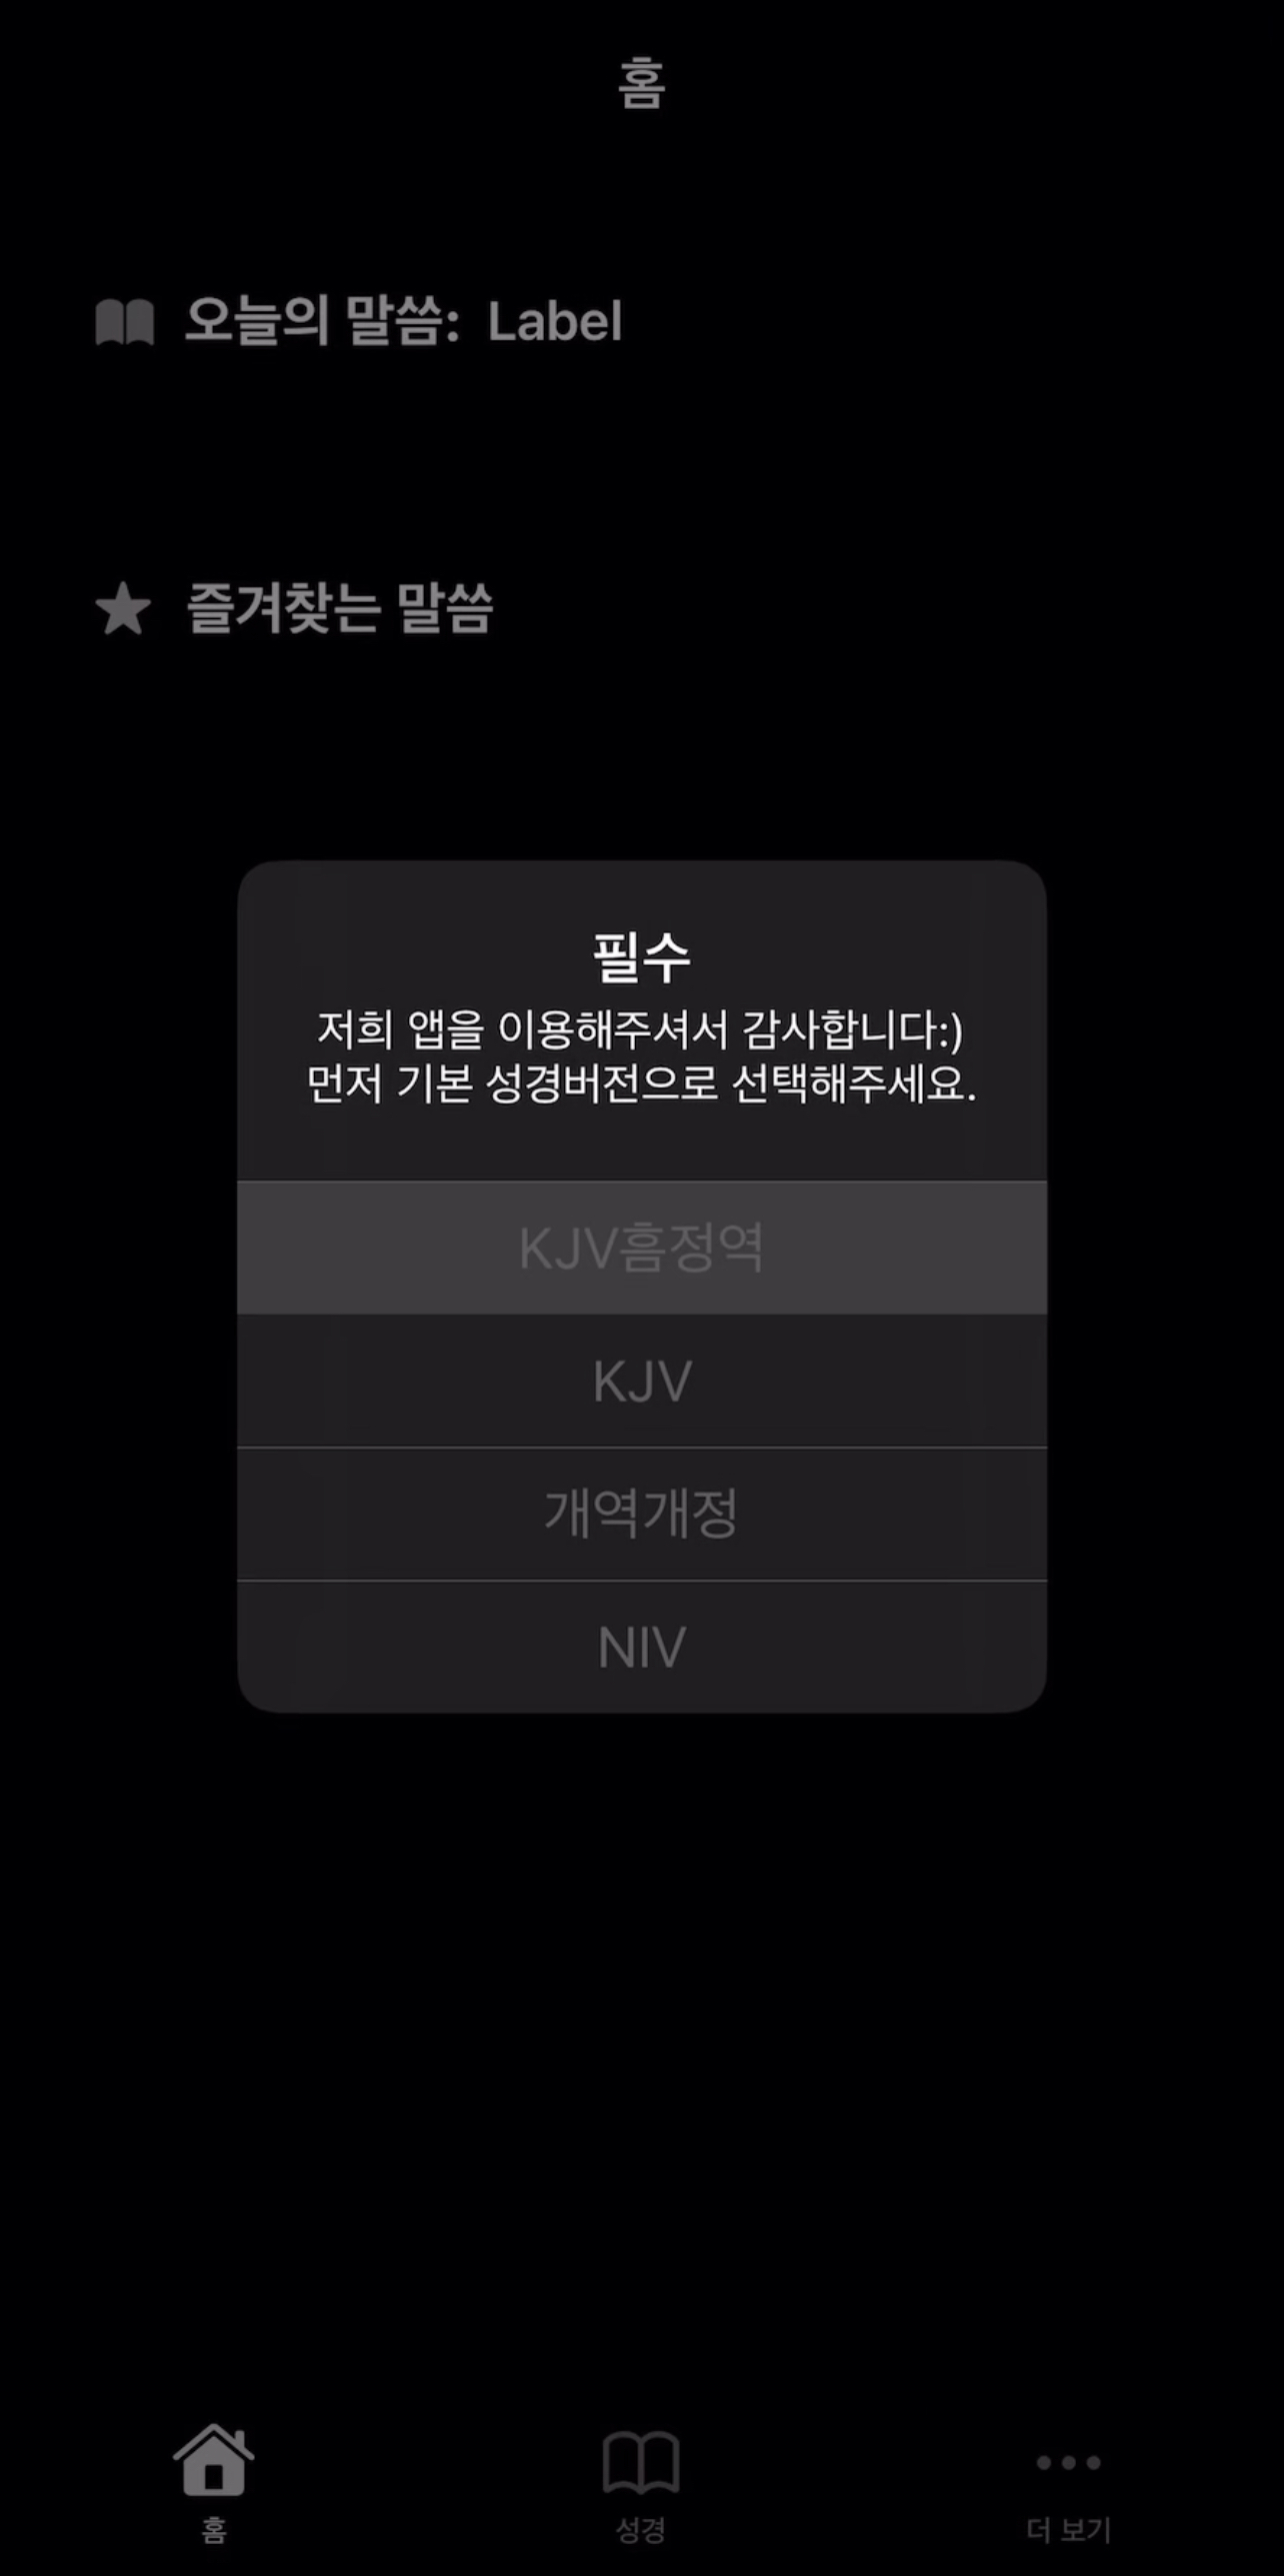 홈
오늘의 말씀: Label
즐겨찾는 말씀
필수
저희 앱을 이용해주셔서 감사합니다:)
먼저 기본 성경버전으로 선택해주세요.
KJV흠정역
KJV
개역개정
NIV
홈
성경
더 보기